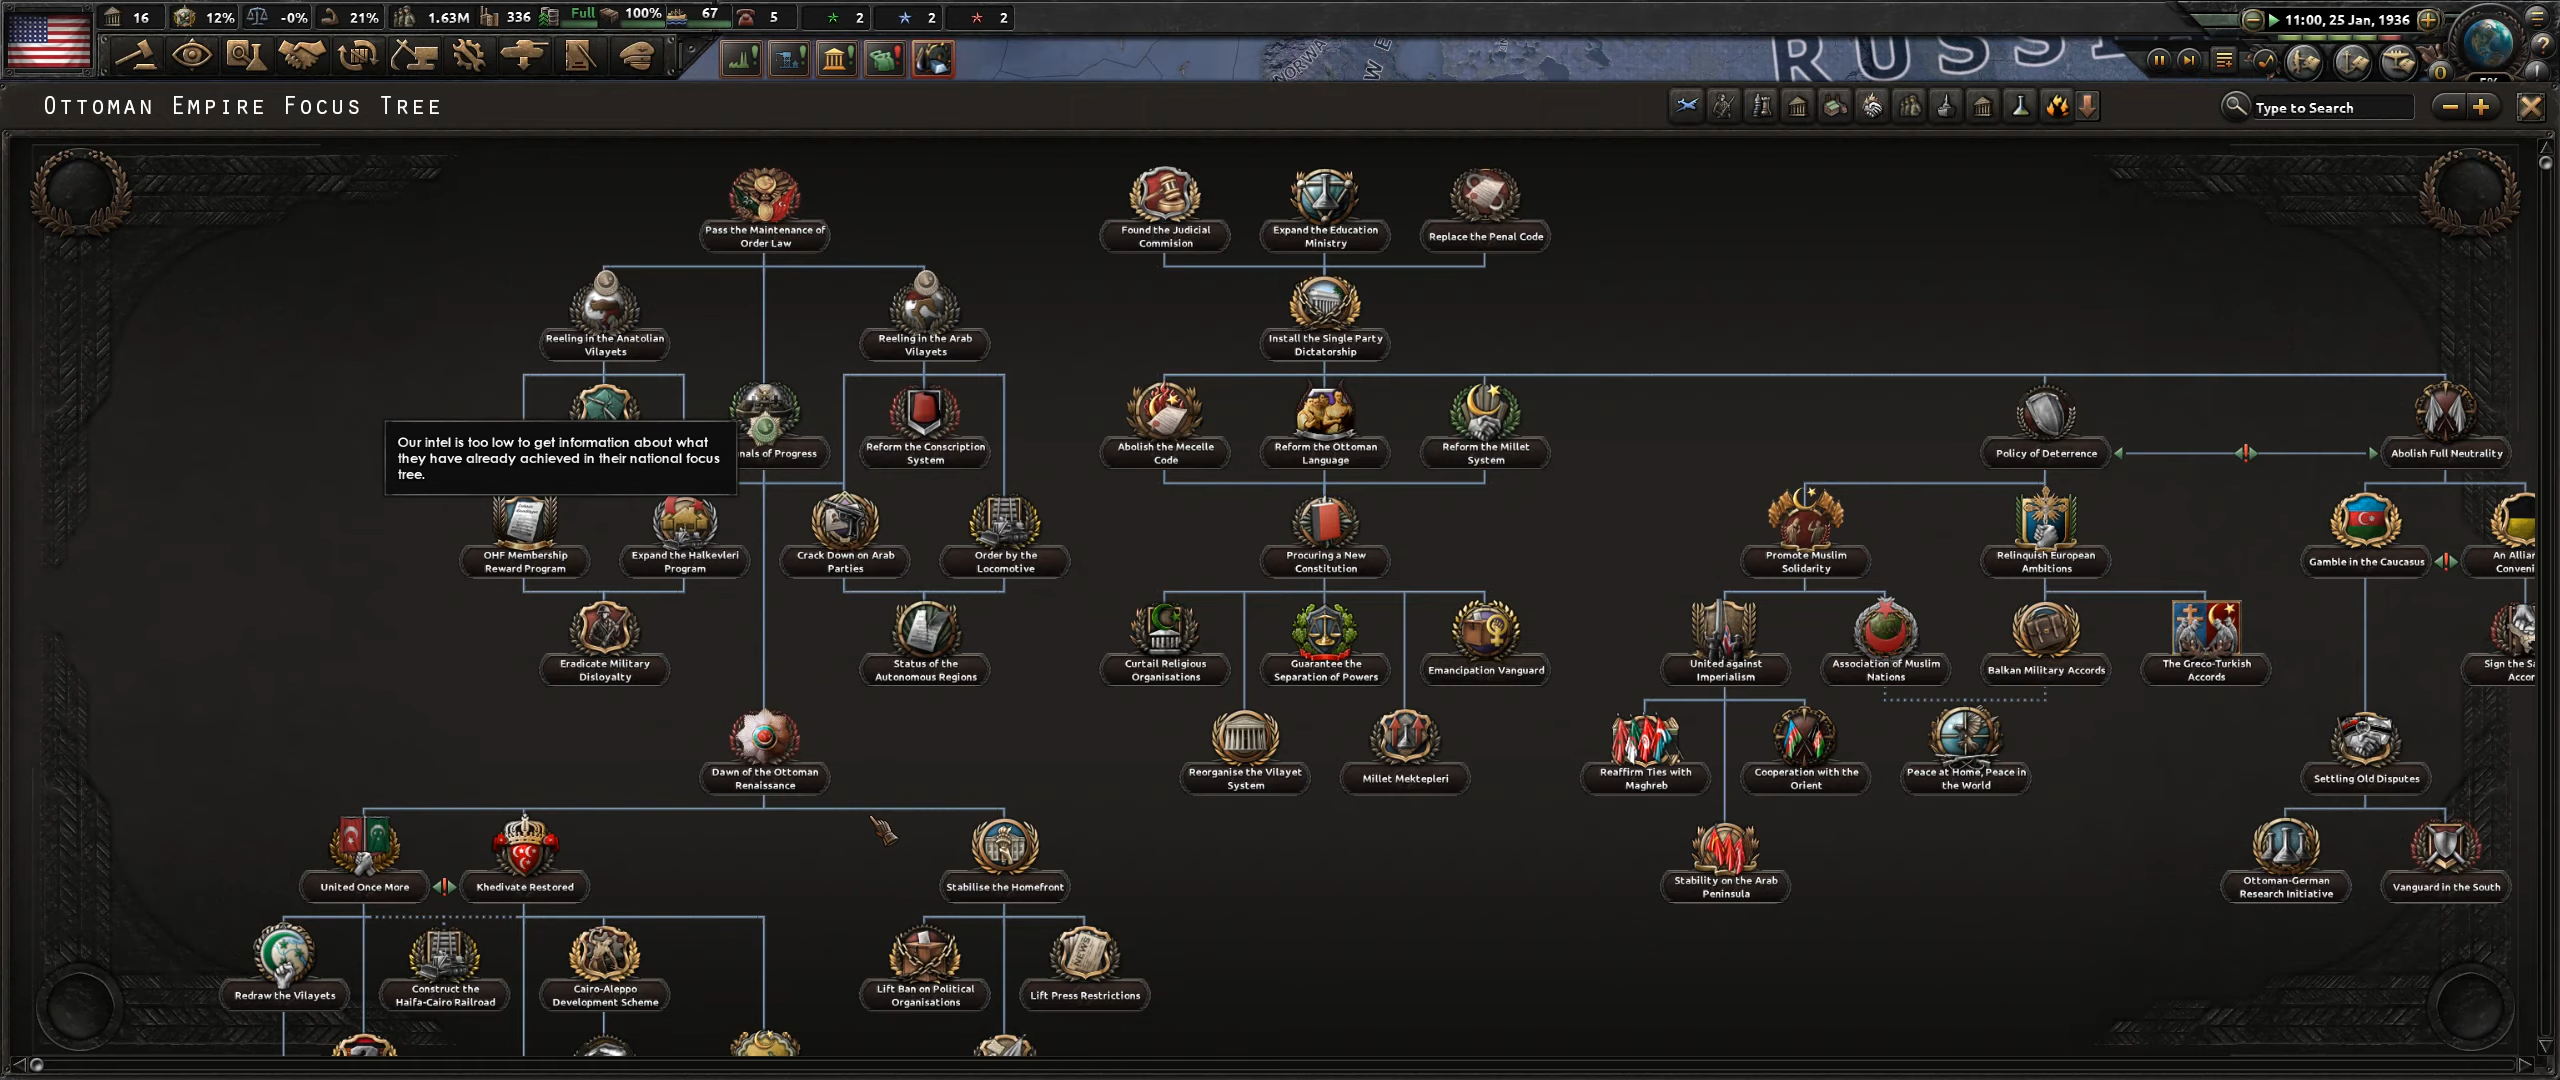 16 12% -0% 21% 1.63M 336 Full 100% 67 5 2 2 2
11:00, 25 Jan, 1936
NORWA
W E
RUSSI
0
5%
OTTOMAN EMPIRE FOCUS TREE
Type to Search
Pass the Maintenance of
Order Law
Found the Judicial
Commision
Expand the Education
Ministry
Replace the Penal Code
Reeling in the Anatolian
Vilayets
Reeling in the Arab
Vilayets
Install the Single Party
Dictatorship
Our intel is too low to get information about what
they have already achieved in their national focus
tree.
nals of Progress
Reform the Conscription
System
Abolish the Mecelle
Code
Reform the Ottoman
Language
Reform the Millet
System
Policy of Deterrence
Abolish Full Neutrality
OHF Membership
Reward Program
Expand the Halkevleri
Program
Crack Down on Arab
Parties
Order by the
Locomotive
Procuring a New
Constitution
Promote Muslim
Solidarity
Relinquish European
Ambitions
Gamble in the Caucasus
An Allian
Conveni
Eradicate Military
Disloyalty
Status of the
Autonomous Regions
Curtail Religious
Organisations
Guarantee the
Separation of Powers
Emancipation Vanguard
United against
Imperialism
Association of Muslim
Nations
Balkan Military Accords
The Greco-Turkish
Accords
Sign the Sa
Accor
Dawn of the Ottoman
Renaissance
Reorganise the Vilayet
System
Millet Mektepleri
Reaffirm Ties with
Maghreb
Cooperation with the
Orient
Peace at Home, Peace in
the World
Settling Old Disputes
United Once More
Khedivate Restored
Stabilise the Homefront
Stability on the Arab
Peninsula
Ottoman-German
Research Initiative
Vanguard in the South
NEWS
Redraw the Vilayets
Construct the
Haifa-Cairo Railroad
Cairo-Aleppo
Development Scheme
Lift Ban on Political
Organisations
Lift Press Restrictions